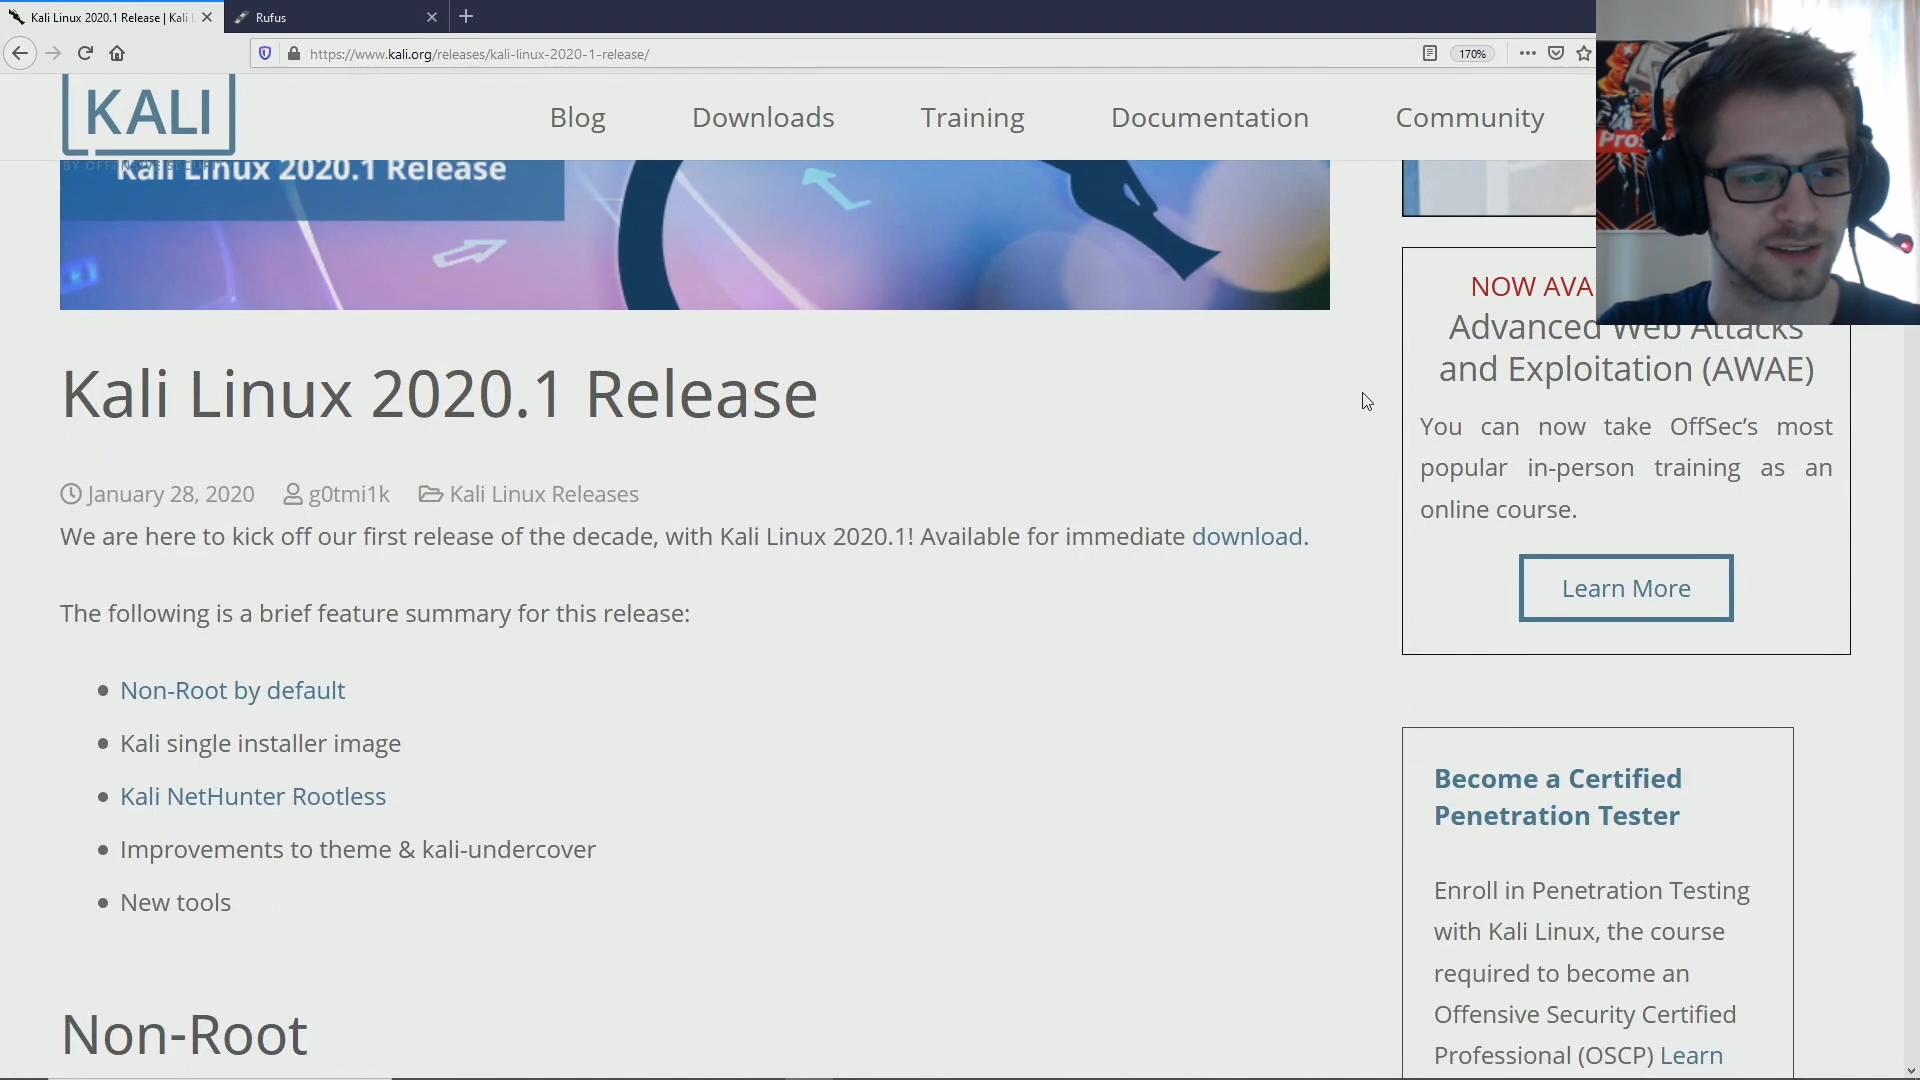 Kali Linux 2020.1 Release | Kali L
Rufus
https://www.kali.org/releases/kali-linux-2020-1-release/
170%
KALI
BY OFFENSIVE SECURITY
Blog
Downloads
Training
Documentation
Community
Kali Linux 2020.1 Release
Pro
NOW AVA
Advanced Web Attacks
and Exploitation (AWAE)
You can now take OffSec’s most
popular in-person training as an
online course.
Learn More
Kali Linux 2020.1 Release
January 28, 2020 g0tmi1k Kali Linux Releases
We are here to kick off our first release of the decade, with Kali Linux 2020.1! Available for immediate download.
The following is a brief feature summary for this release:
• Non-Root by default
• Kali single installer image
• Kali NetHunter Rootless
• Improvements to theme & kali-undercover
• New tools
Non-Root
Become a Certified
Penetration Tester
Enroll in Penetration Testing
with Kali Linux, the course
required to become an
Offensive Security Certified
Professional (OSCP) Learn